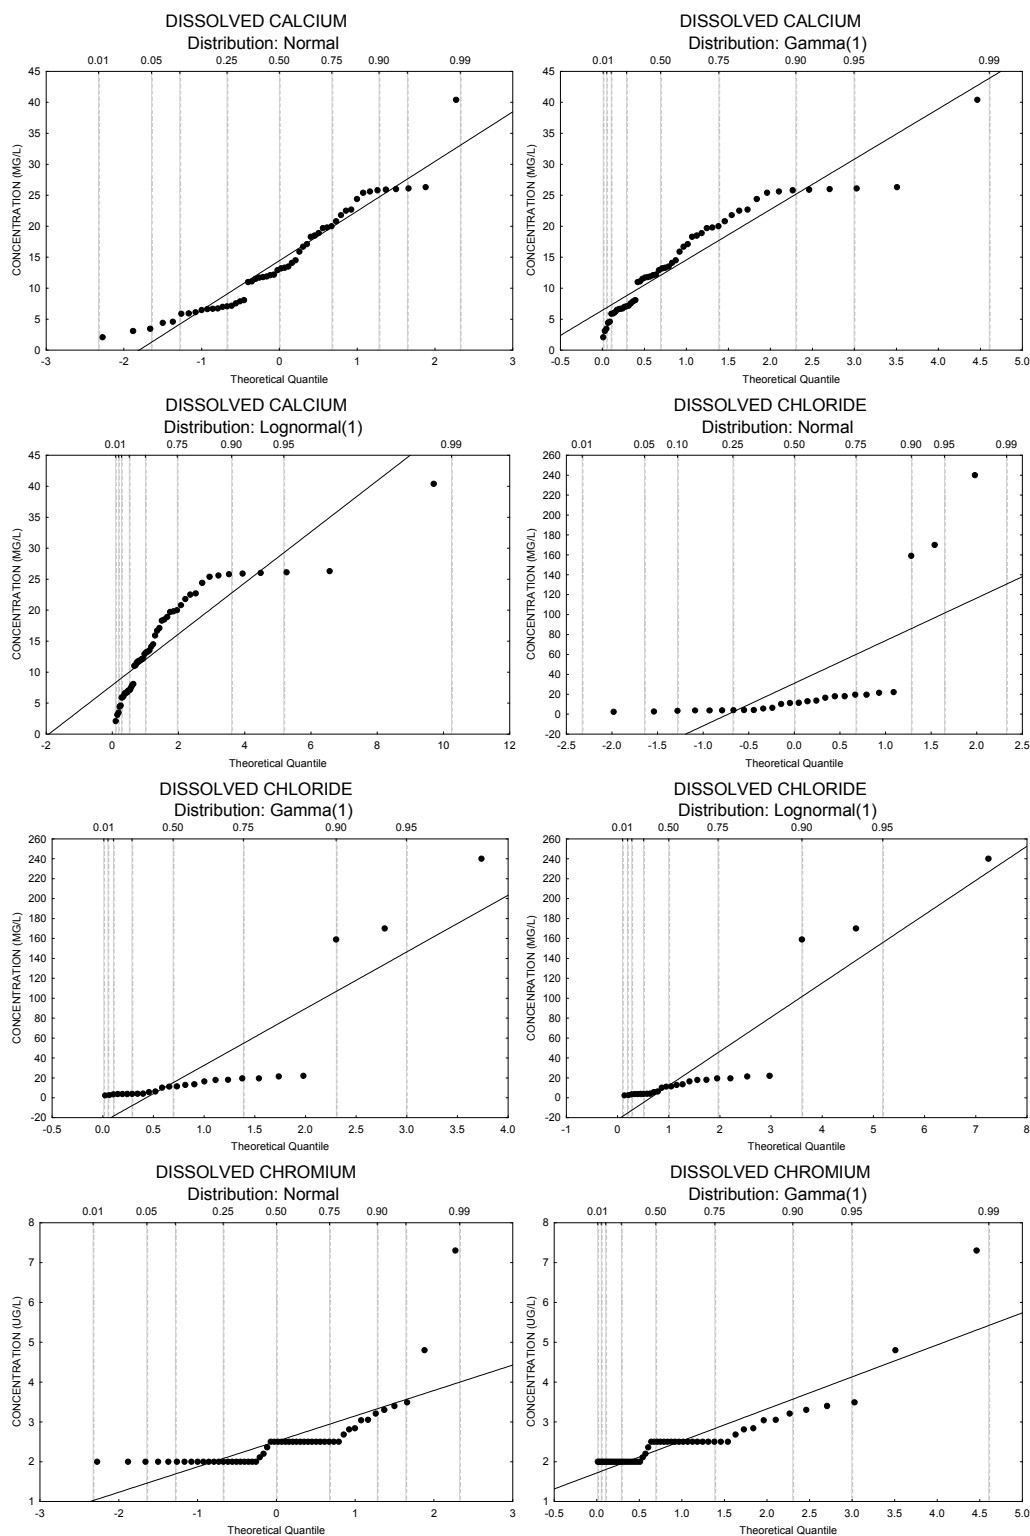 DISSOLVED CALCIUM
Distribution: Normal
0.01 0.05 0.25 0.50 0.75 0.90 0.99
CONCENTRATION (MG/L)
45
40
35
30
25
20
15
10
5
0
-3 -2 -1 0 1 2 3
Theoretical Quantile
DISSOLVED CALCIUM
Distribution: Gamma(1)
0.01 0.50 0.75 0.90 0.95 0.99
CONCENTRATION (MG/L)
45
40
35
30
25
20
15
10
5
0
-0.5 0.0 0.5 1.0 1.5 2.0 2.5 3.0 3.5 4.0 4.5 5.0
Theoretical Quantile
DISSOLVED CALCIUM
Distribution: Lognormal(1)
0.01 0.50 0.75 0.90 0.95 0.99
CONCENTRATION (MG/L)
45
40
35
30
25
20
15
10
5
0
-2 0 2 4 6 8 10 12
Theoretical Quantile
DISSOLVED CHLORIDE
Distribution: Normal
0.01 0.05 0.10 0.25 0.50 0.75 0.90 0.95 0.99
CONCENTRATION (MG/L)
260
240
220
200
180
160
140
120
100
80
60
40
20
0
-20
-2.5 -2.0 -1.5 -1.0 -0.5 0.0 0.5 1.0 1.5 2.0 2.5
Theoretical Quantile
DISSOLVED CHLORIDE
Distribution: Gamma(1)
0.01 0.50 0.75 0.90 0.95
CONCENTRATION (MG/L)
260
240
220
200
180
160
140
120
100
80
60
40
20
0
-20
-0.5 0.0 0.5 1.0 1.5 2.0 2.5 3.0 3.5 4.0
Theoretical Quantile
DISSOLVED CHLORIDE
Distribution: Lognormal(1)
0.01 0.50 0.75 0.90 0.95
CONCENRATION (MG/L)
260
240
220
200
180
160
140
120
100
80
60
40
20
0
-20
-1 0 1 2 3 4 5 6 7 8
Theoretical Quantile
DISSOLVED CHROMIUM
Distribution: Normal
0.01 0.05 0.25 0.50 0.75 0.90 0.99
CONCENTRATION (UG/L)
8
7
6
5
4
3
2
1
-3 -2 -1 0 1 2 3
Theoretical Quantile
DISSOLVED CHROMIUM
Distribution: Gamma(1)
0.01 0.50 0.75 0.90 0.95 0.99
CONCENTRATION (UG/L)
8
7
6
5
4
3
2
1
-0.5 0.0 0.5 1.0 1.5 2.0 2.5 3.0 3.5 4.0 4.5 5.0
Theoretical Quantile